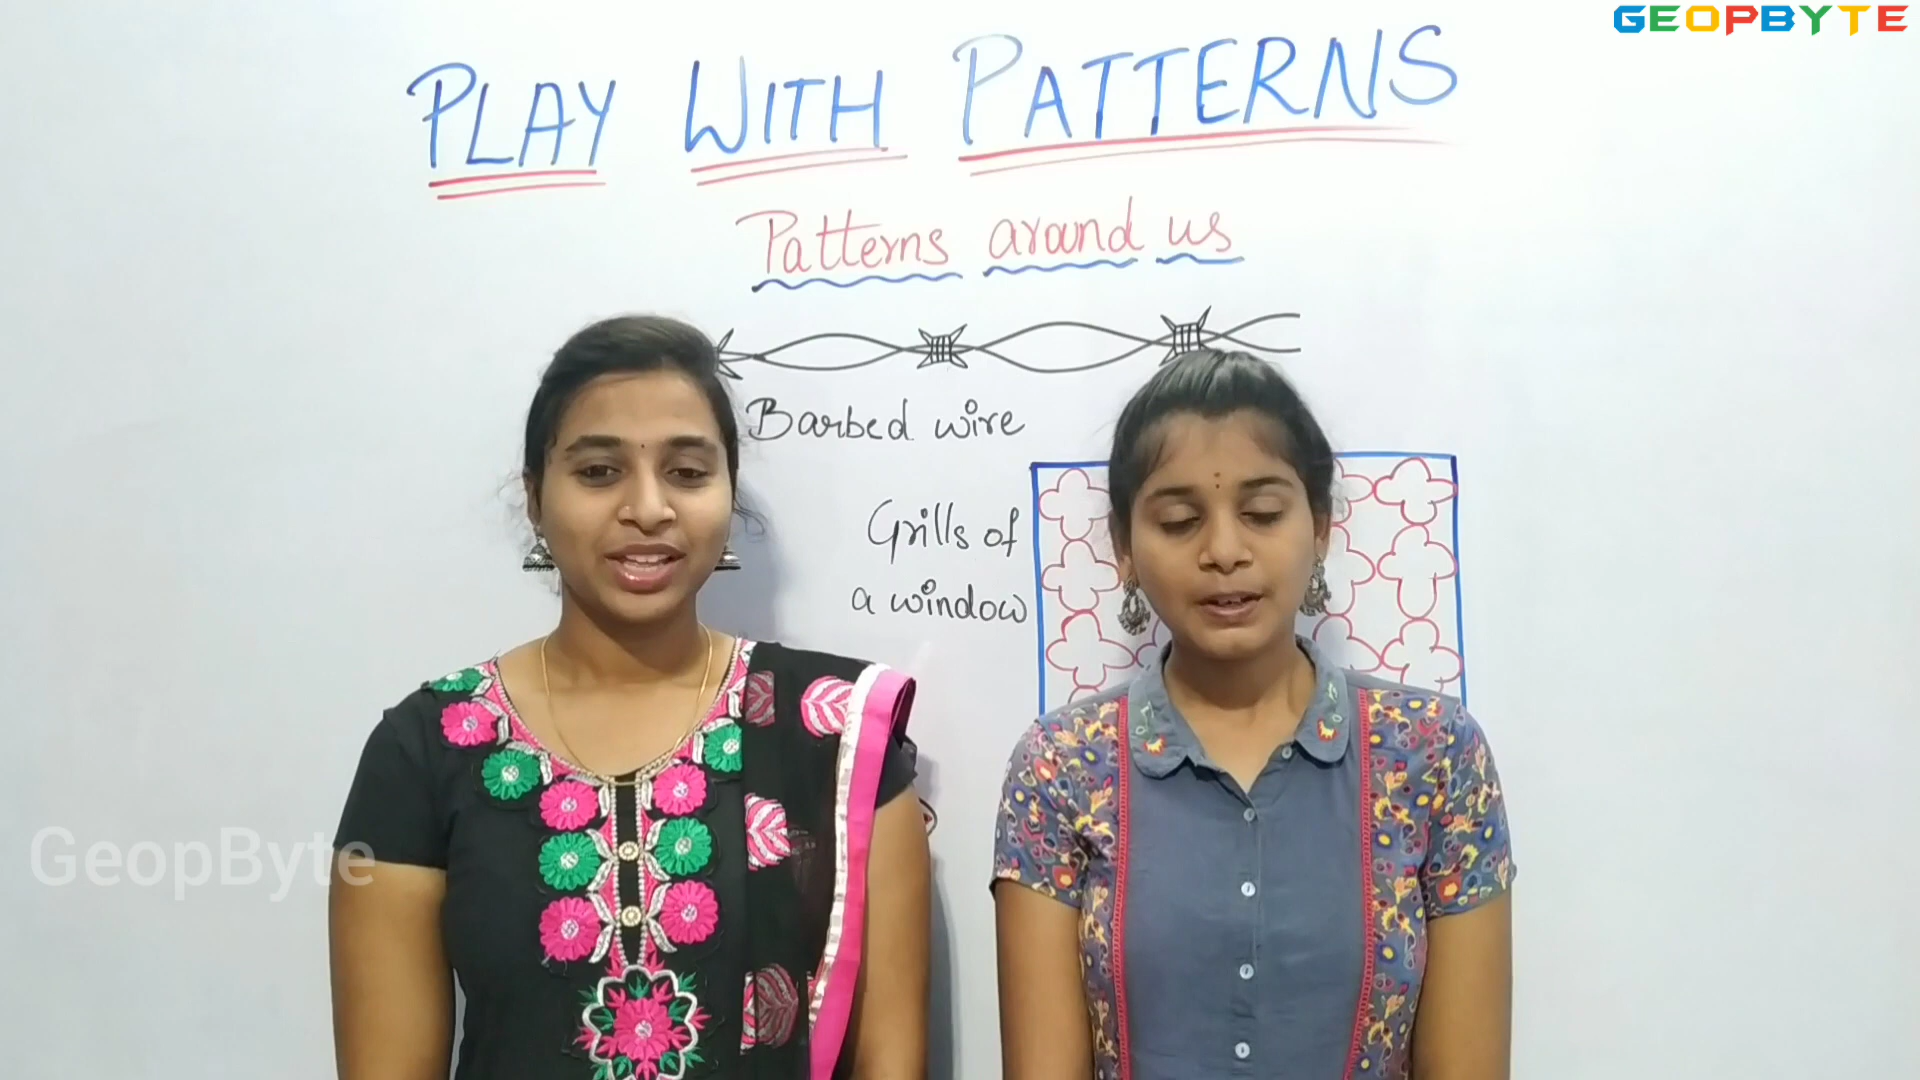 GEOPBYTE
PLAY WITH PATTERNS
Patterns around us
Barbed wire
Grills of
a window
GeopByte